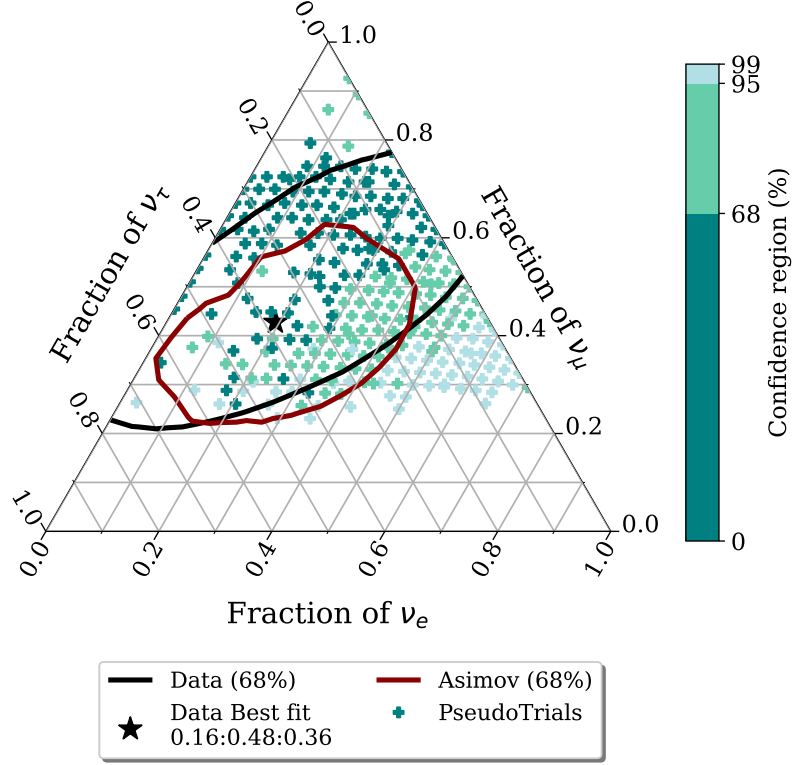 0.0
1.0
0.2
0.8
0.4
0.6
0.6
0.4
0.8
0.2
1.0
0.0
0.0
0.2
0.4
0.6
0.8
1.0
Fraction of ντ
Fraction of νμ
Fraction of νe
99
95
68
0
Confidence region (%)
Data (68%)
Asimov (68%)
Data Best fit
0.16:0.48:0.36
PseudoTrials